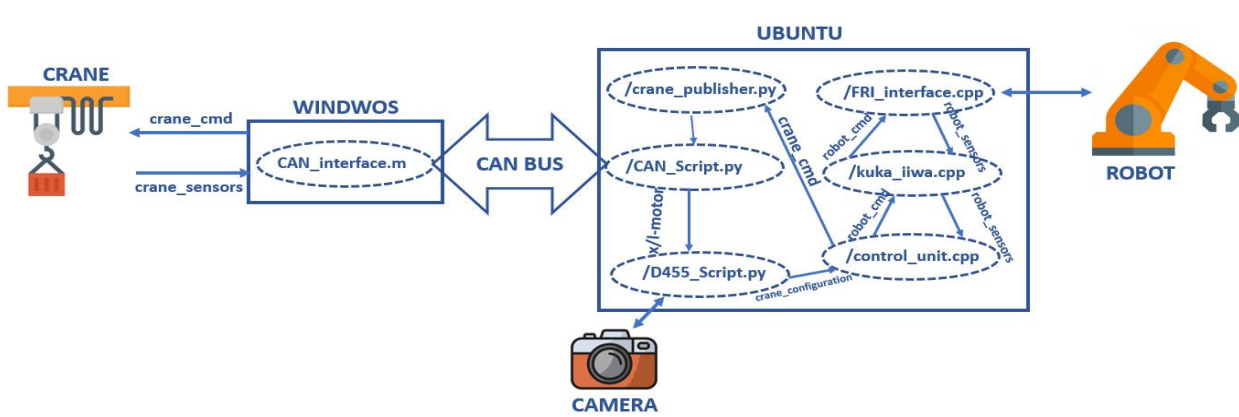 UBUNTU
CRANE
WINDWOS
crane_cmd
CAN_interface.m
crane_sensors
CAN BUS
/crane_publisher.py
/CAN_Script.py
x/l-motor
/D455_Script.py
crane_cmd
crane_configuration
/FRI_interface.cpp
robot_cmd
robot_sensors
/kuka_iiwa.cpp
robot_cmd
robot_sensors
/control_unit.cpp
ROBOT
CAMERA